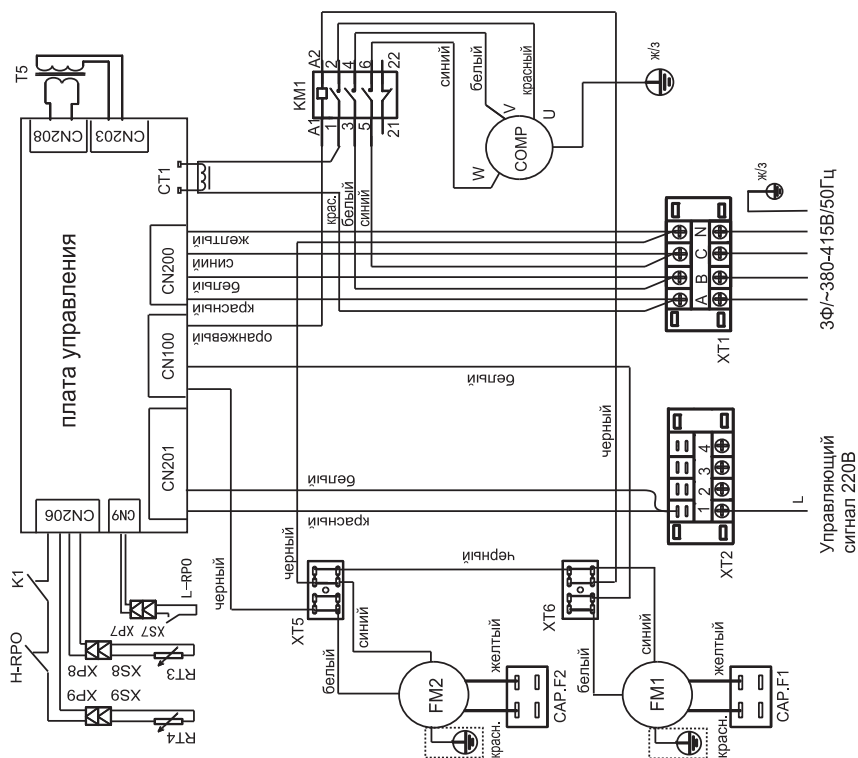 T5
CN208
CN203
плата управления
CT1
CN200
CN100
CN201
CN206
CN9
желтый
синий
белый
красный
оранжевый
белый
черный
белый
красный
черный
черный
черный
KM1
A1
A2
1
2
3
4
5
6
21
22
крас.
белый
синий
синий
белый
красный
COMP
W
V
U
ж/з
ж/з
XT1
A
B
C
N
3Ф/~380-415В/50Гц
XT2
1
2
3
4
L
Управляющий
сигнал 220В
K1
H-RPO
L-RPO
XS7 XP7
XP8 XS8
RT3
XP9 XS9
RT4
XT5
белый
синий
FM2
желтый
красн.
CAP.F2
XT6
белый
синий
FM1
желтый
красн.
CAP.F1